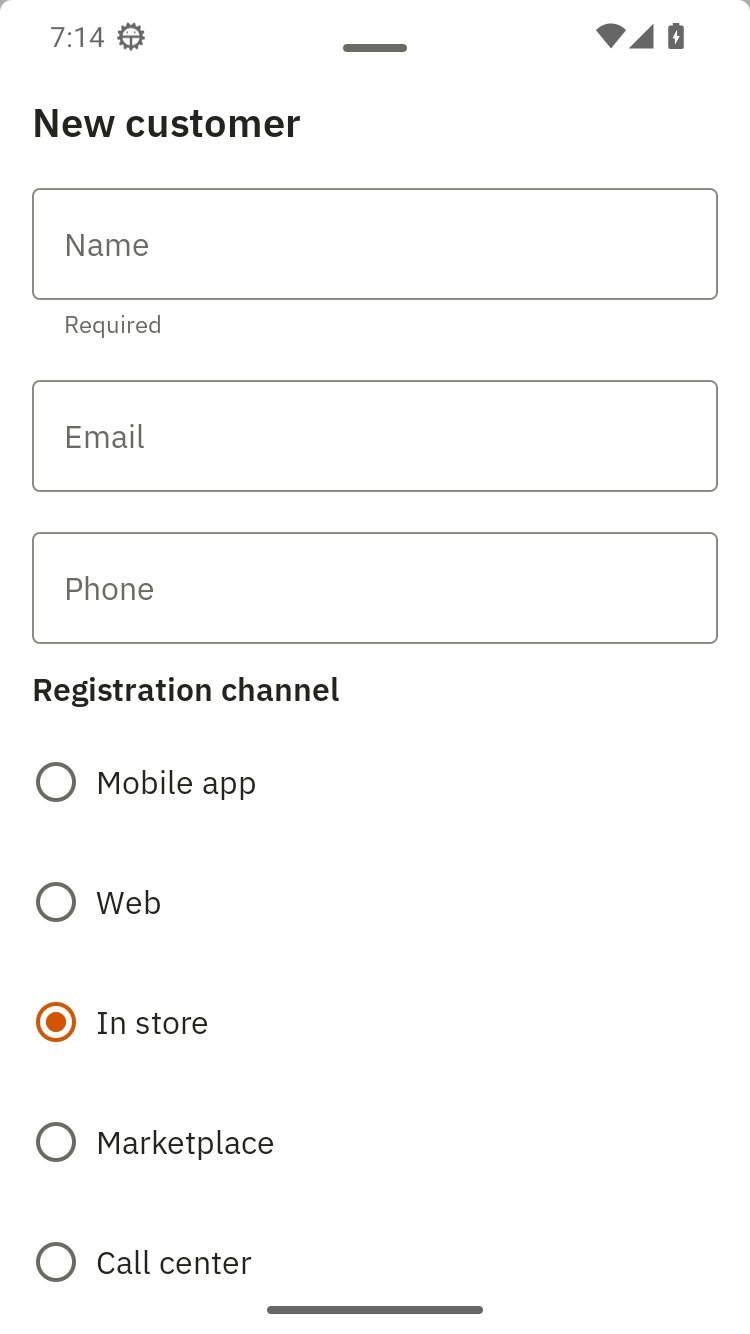 7:14
New customer
Name
Required
Email
Phone
Registration channel
Mobile app
Web
In store
Marketplace
Call center